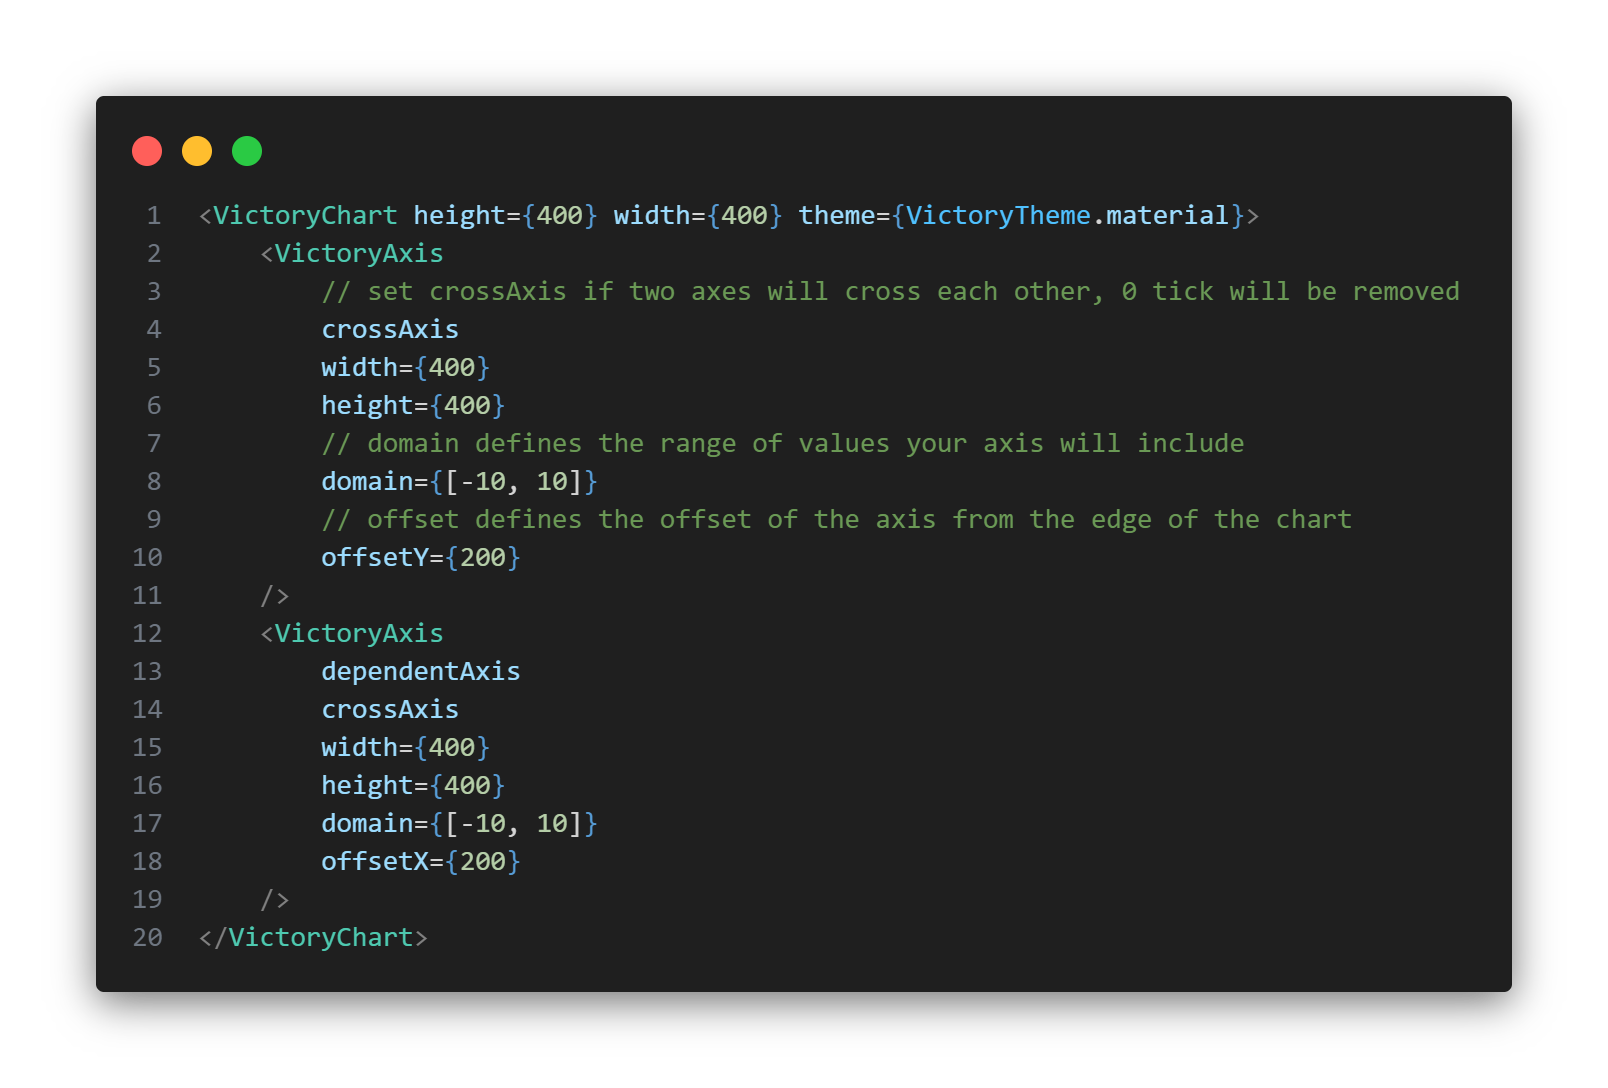 1 <VictoryChart height={400} width={400} theme={VictoryTheme.material}>
2     <VictoryAxis
3         // set crossAxis if two axes will cross each other, 0 tick will be removed
4         crossAxis
5         width={400}
6         height={400}
7         // domain defines the range of values your axis will include
8         domain={[-10, 10]}
9         // offset defines the offset of the axis from the edge of the chart
10         offsetY={200}
11     />
12     <VictoryAxis
13         dependentAxis
14         crossAxis
15         width={400}
16         height={400}
17         domain={[-10, 10]}
18         offsetX={200}
19     />
20 </VictoryChart>